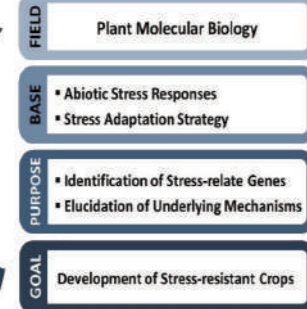 FIELD
Plant Molecular Biology
BASE
▪ Abiotic Stress Responses
▪ Stress Adaptation Strategy
PURPOSE
▪ Identification of Stress-relate Genes
▪ Elucidation of Underlying Mechanisms
GOAL
Development of Stress-resistant Crops